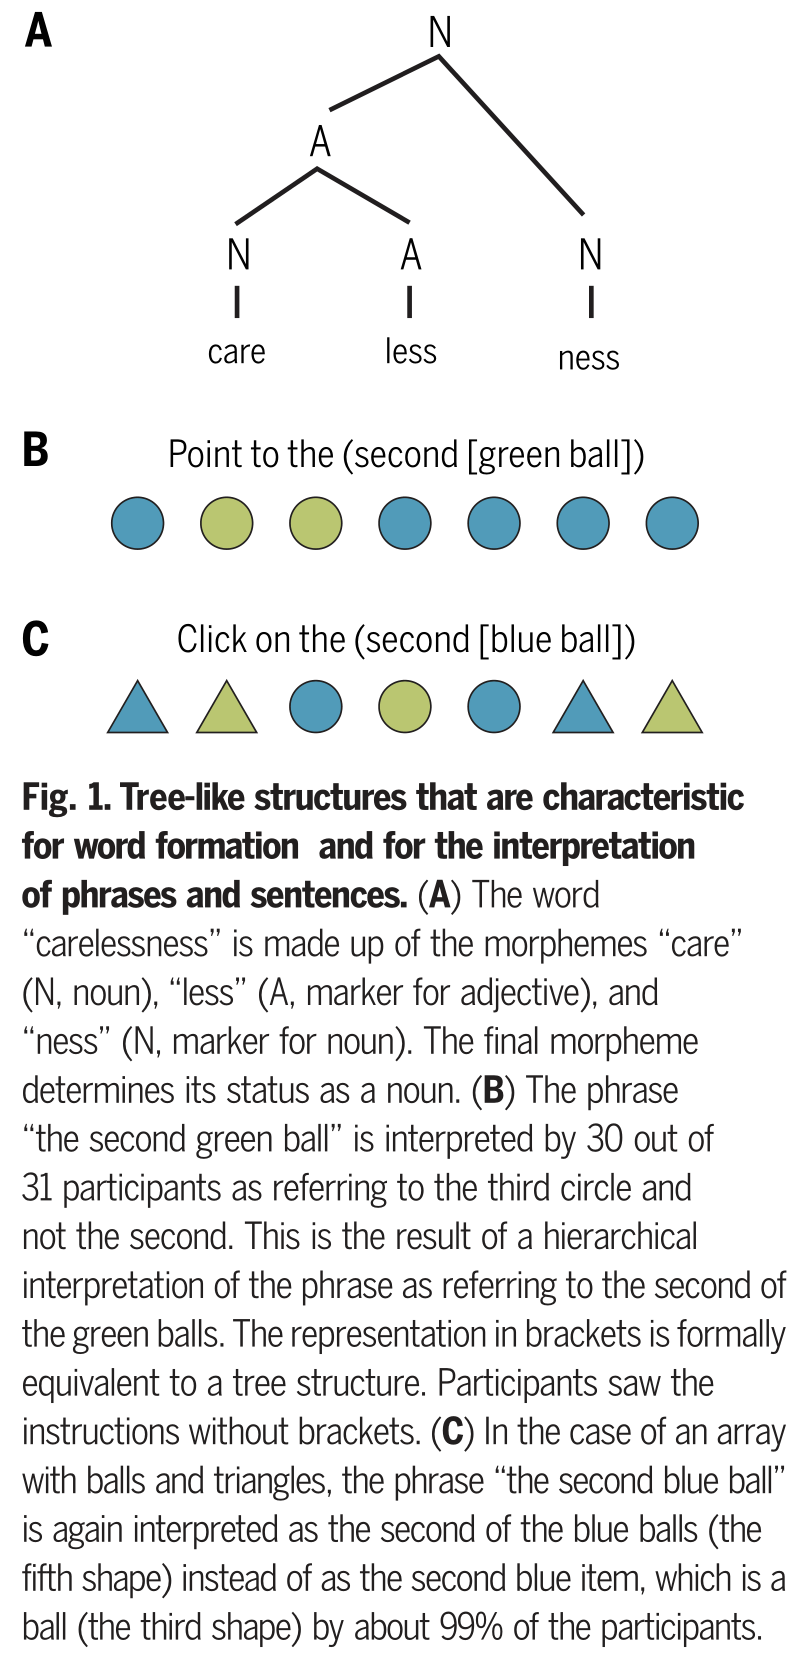 A
N
A
N A N
care less ness
B
Point to the (second [green ball])
C
Click on the (second [blue ball])
Fig. 1. Tree-like structures that are characteristic
for word formation  and for the interpretation
of phrases and sentences. (A) The word
“carelessness” is made up of the morphemes “care”
(N, noun), “less” (A, marker for adjective), and
“ness” (N, marker for noun). The final morpheme
determines its status as a noun. (B) The phrase
“the second green ball” is interpreted by 30 out of
31 participants as referring to the third circle and
not the second. This is the result of a hierarchical
interpretation of the phrase as referring to the second of
the green balls. The representation in brackets is formally
equivalent to a tree structure. Participants saw the
instructions without brackets. (C) In the case of an array
with balls and triangles, the phrase “the second blue ball”
is again interpreted as the second of the blue balls (the
fifth shape) instead of as the second blue item, which is a
ball (the third shape) by about 99% of the participants.